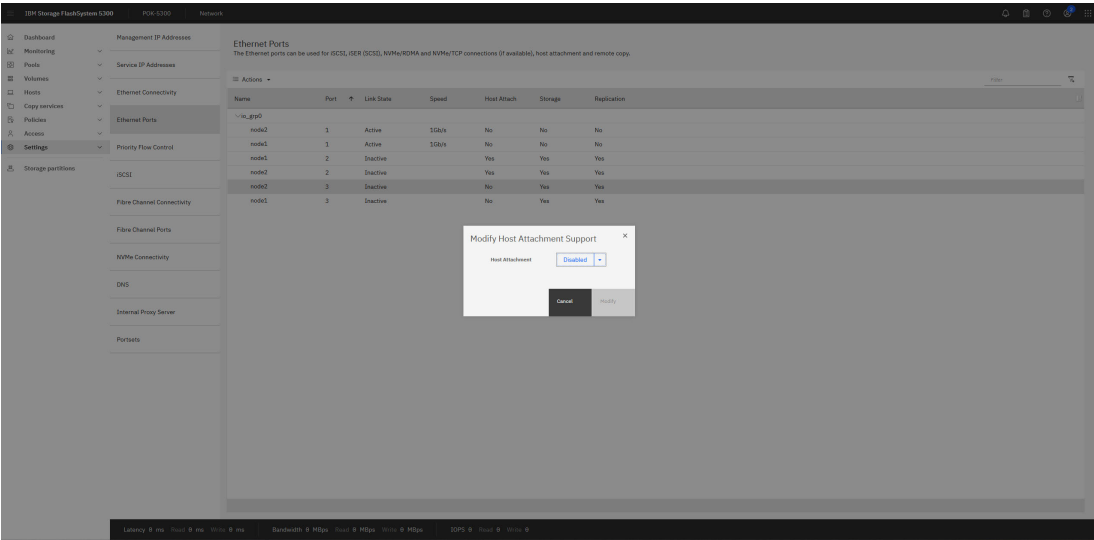 IBM Storage FlashSystem 5300 POK-5300 Network
Dashboard
Monitoring
Pools
Volumes
Hosts
Copy services
Policies
Access
Settings
Storage partitions
Management IP Addresses
Service IP Addresses
Ethernet Connectivity
Ethernet Ports
Priority Flow Control
iSCSI
Fibre Channel Connectivity
Fibre Channel Ports
NVMe Connectivity
DNS
Internal Proxy Server
Portsets
Ethernet Ports
The Ethernet ports can be used for iSCSI, iSER (SCSI), NVMe/RDMA and NVMe/TCP connections (if available), host attachment and remote copy.
Actions Filter
Name Port Link State Speed Host Attach Storage Replication
io_grp0
node2 1 Active 1Gb/s No No No
node1 1 Active 1Gb/s No No No
node1 2 Inactive Yes Yes Yes
node2 2 Inactive Yes Yes Yes
node2 3 Inactive No Yes Yes
node1 3 Inactive No Yes Yes
Modify Host Attachment Support
Host Attachment Disabled
Cancel Modify
Latency 0 ms Read 0 ms Write 0 ms Bandwidth 0 MBps Read 0 MBps Write 0 MBps IOPS 0 Read 0 Write 0